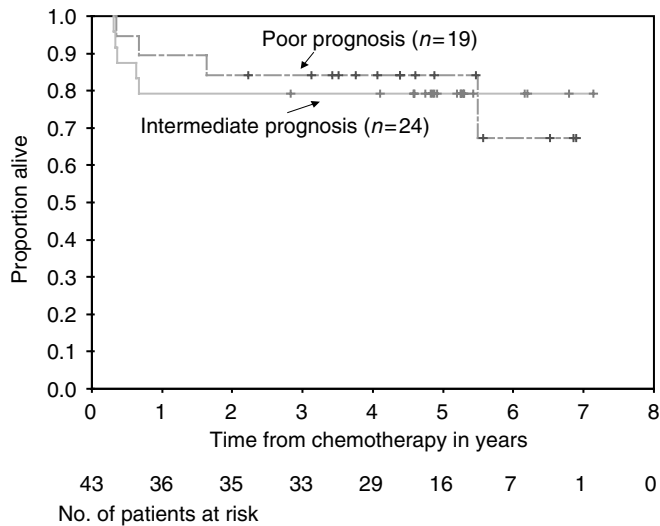 1.0
0.9
0.8
0.7
0.6
0.5
0.4
0.3
0.2
0.1
0.0
Proportion alive
Poor prognosis (n=19)
Intermediate prognosis (n=24)
0 1 2 3 4 5 6 7 8
Time from chemotherapy in years
43 36 35 33 29 16 7 1 0
No. of patients at risk